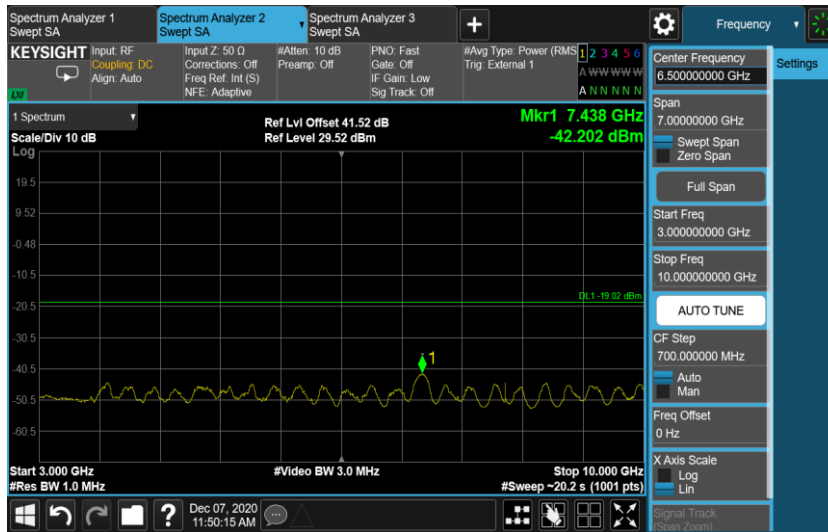 Spectrum Analyzer 1
Swept SA
Spectrum Analyzer 2
Swept SA
Spectrum Analyzer 3
Swept SA
+
Frequency
KEYSIGHT
LXI
Input: RF
Coupling: DC
Align: Auto
Input Z: 50 Ω
Corrections: Off
Freq Ref: Int (S)
NFE: Adaptive
#Atten: 10 dB
Preamp: Off
PNO: Fast
Gate: Off
IF Gain: Low
Sig Track: Off
#Avg Type: Power (RMS
Trig: External 1
1 2 3 4 5 6
A W W W W W
A N N N N N
1 Spectrum
Scale/Div 10 dB
Log
Ref Lvl Offset 41.52 dB
Ref Level 29.52 dBm
Mkr1 7.438 GHz
-42.202 dBm
19.5
9.52
-0.48
-10.5
-20.5
-30.5
-40.5
-50.5
-60.5
DL1 -19.02 dBm
1
Start 3.000 GHz
#Res BW 1.0 MHz
#Video BW 3.0 MHz
Stop 10.000 GHz
#Sweep ~20.2 s (1001 pts)
Dec 07, 2020
11:50:15 AM
?
Center Frequency
6.500000000 GHz
Settings
Span
7.00000000 GHz
Swept Span
Zero Span
Full Span
Start Freq
3.000000000 GHz
Stop Freq
10.000000000 GHz
AUTO TUNE
CF Step
700.000000 MHz
Auto
Man
Freq Offset
0 Hz
X Axis Scale
Log
Lin
Signal Track
(Span Zoom)